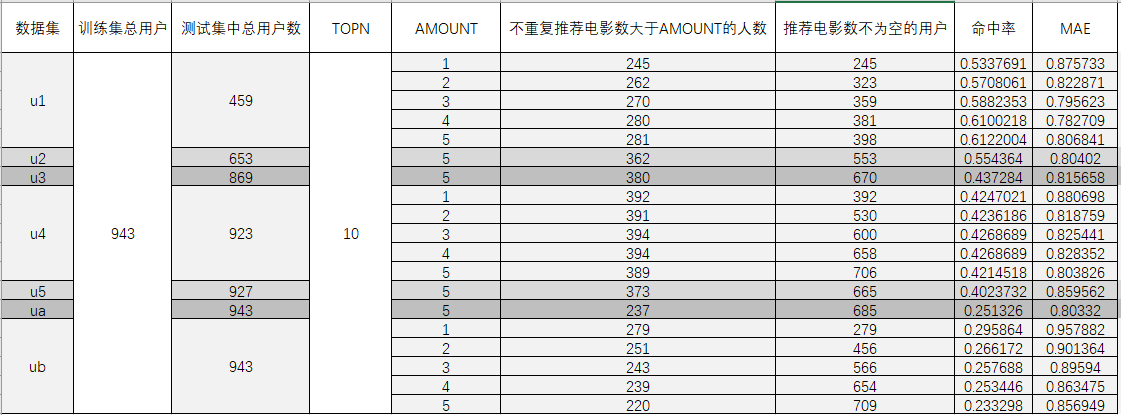 数据集 训练集总用户 测试集中总用户数 TOPN AMOUNT 不重复推荐电影数大于AMOUNT的人数 推荐电影数不为空的用户 命中率 MAE
u1 943 459 10 1 245 245 0.5337691 0.875733
2 262 323 0.5708061 0.822871
3 270 359 0.5882353 0.795623
4 280 381 0.6100218 0.782709
5 281 398 0.6122004 0.806841
u2 653 5 362 553 0.554364 0.80402
u3 869 5 380 670 0.437284 0.815658
u4 923 1 392 392 0.4247021 0.880698
2 391 530 0.4236186 0.818759
3 394 600 0.4268689 0.825441
4 394 658 0.4268689 0.828352
5 389 706 0.4214518 0.803826
u5 927 5 373 665 0.4023732 0.859562
ua 943 5 237 685 0.251326 0.80332
ub 943 1 279 279 0.295864 0.957882
2 251 456 0.266172 0.901364
3 243 566 0.257688 0.89594
4 239 654 0.253446 0.863475
5 220 709 0.233298 0.856949